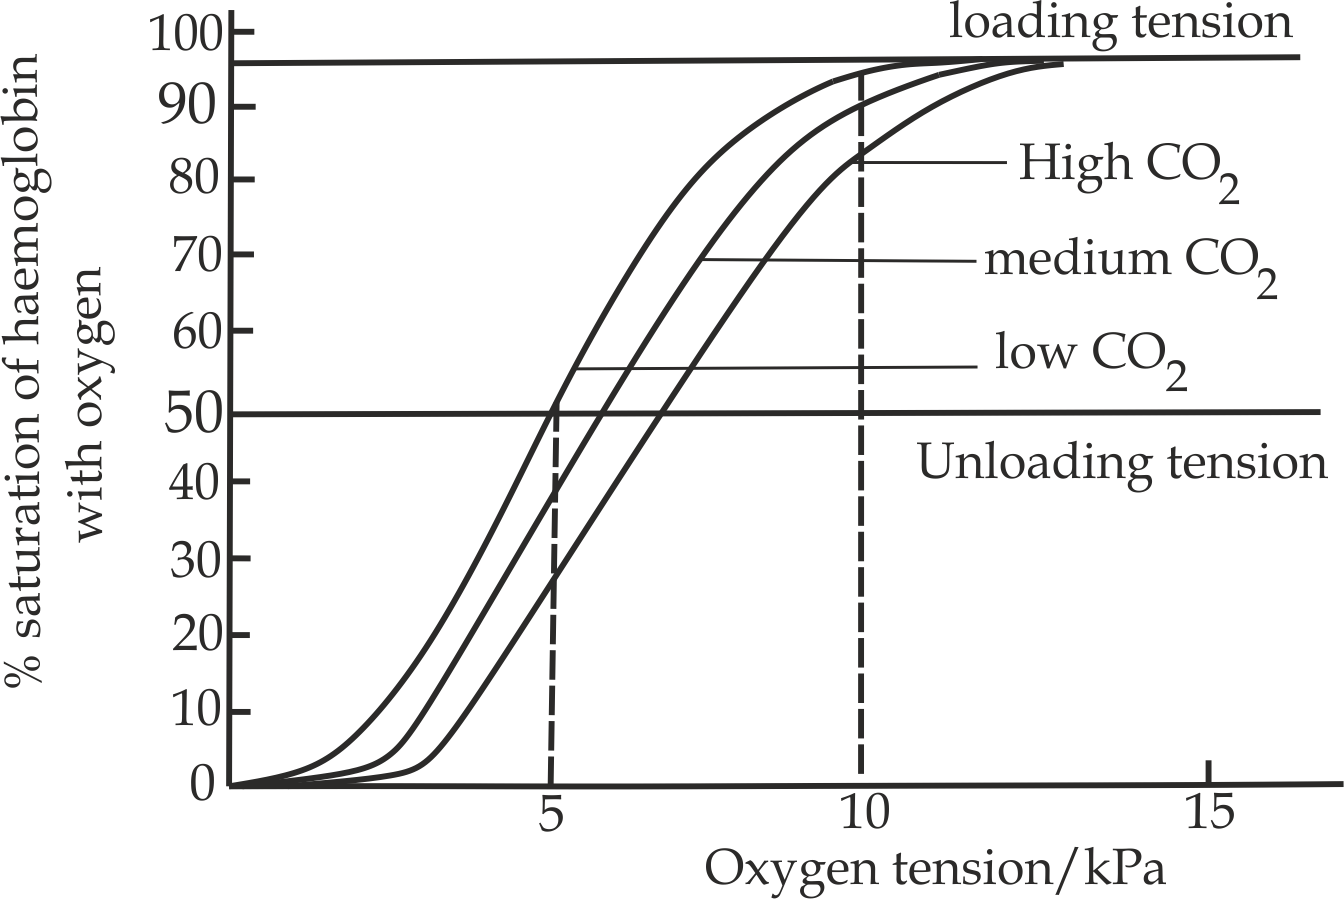 % saturation of haemoglobin
with oxygen
100
90
80
70
60
50
40
30
20
10
0
loading tension
High CO₂
medium CO₂
low CO₂
Unloading tension
5 10 15
Oxygen tension/kPa